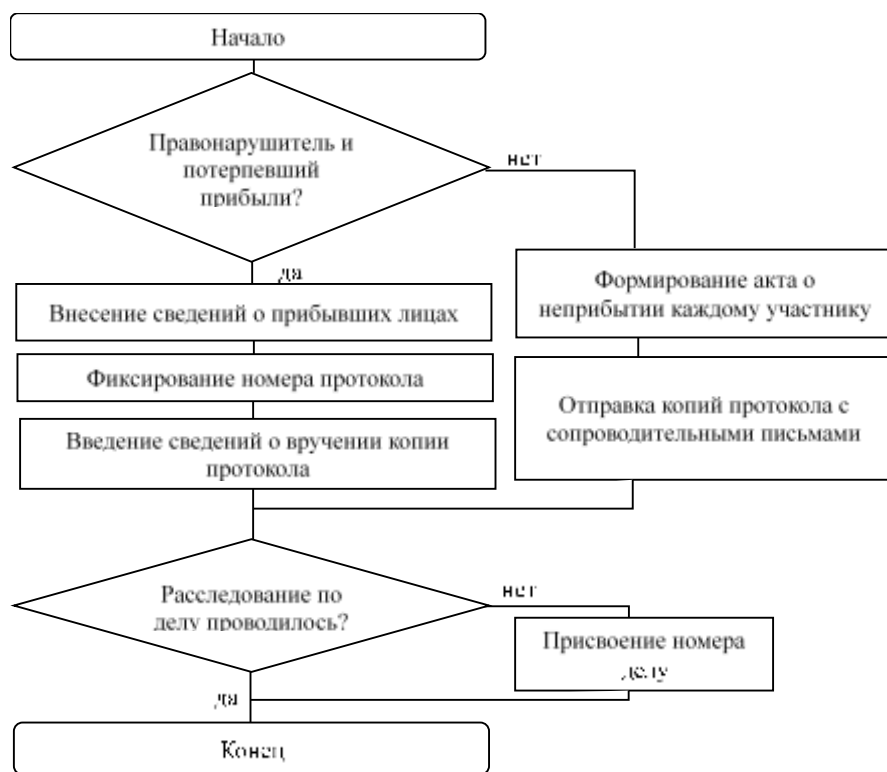 Начало
Правонарушитель и
потерпевший
прибыли?
нет
да
Внесение сведений о прибывших лицах
Фиксирование номера протокола
Введение сведений о вручении копии
протокола
Формирование акта о
неприбытии каждому участнику
Отправка копий протокола с
сопроводительными письмами
Расследование по
делу проводилось?
нет
Присвоение номера
делу
да
Конец